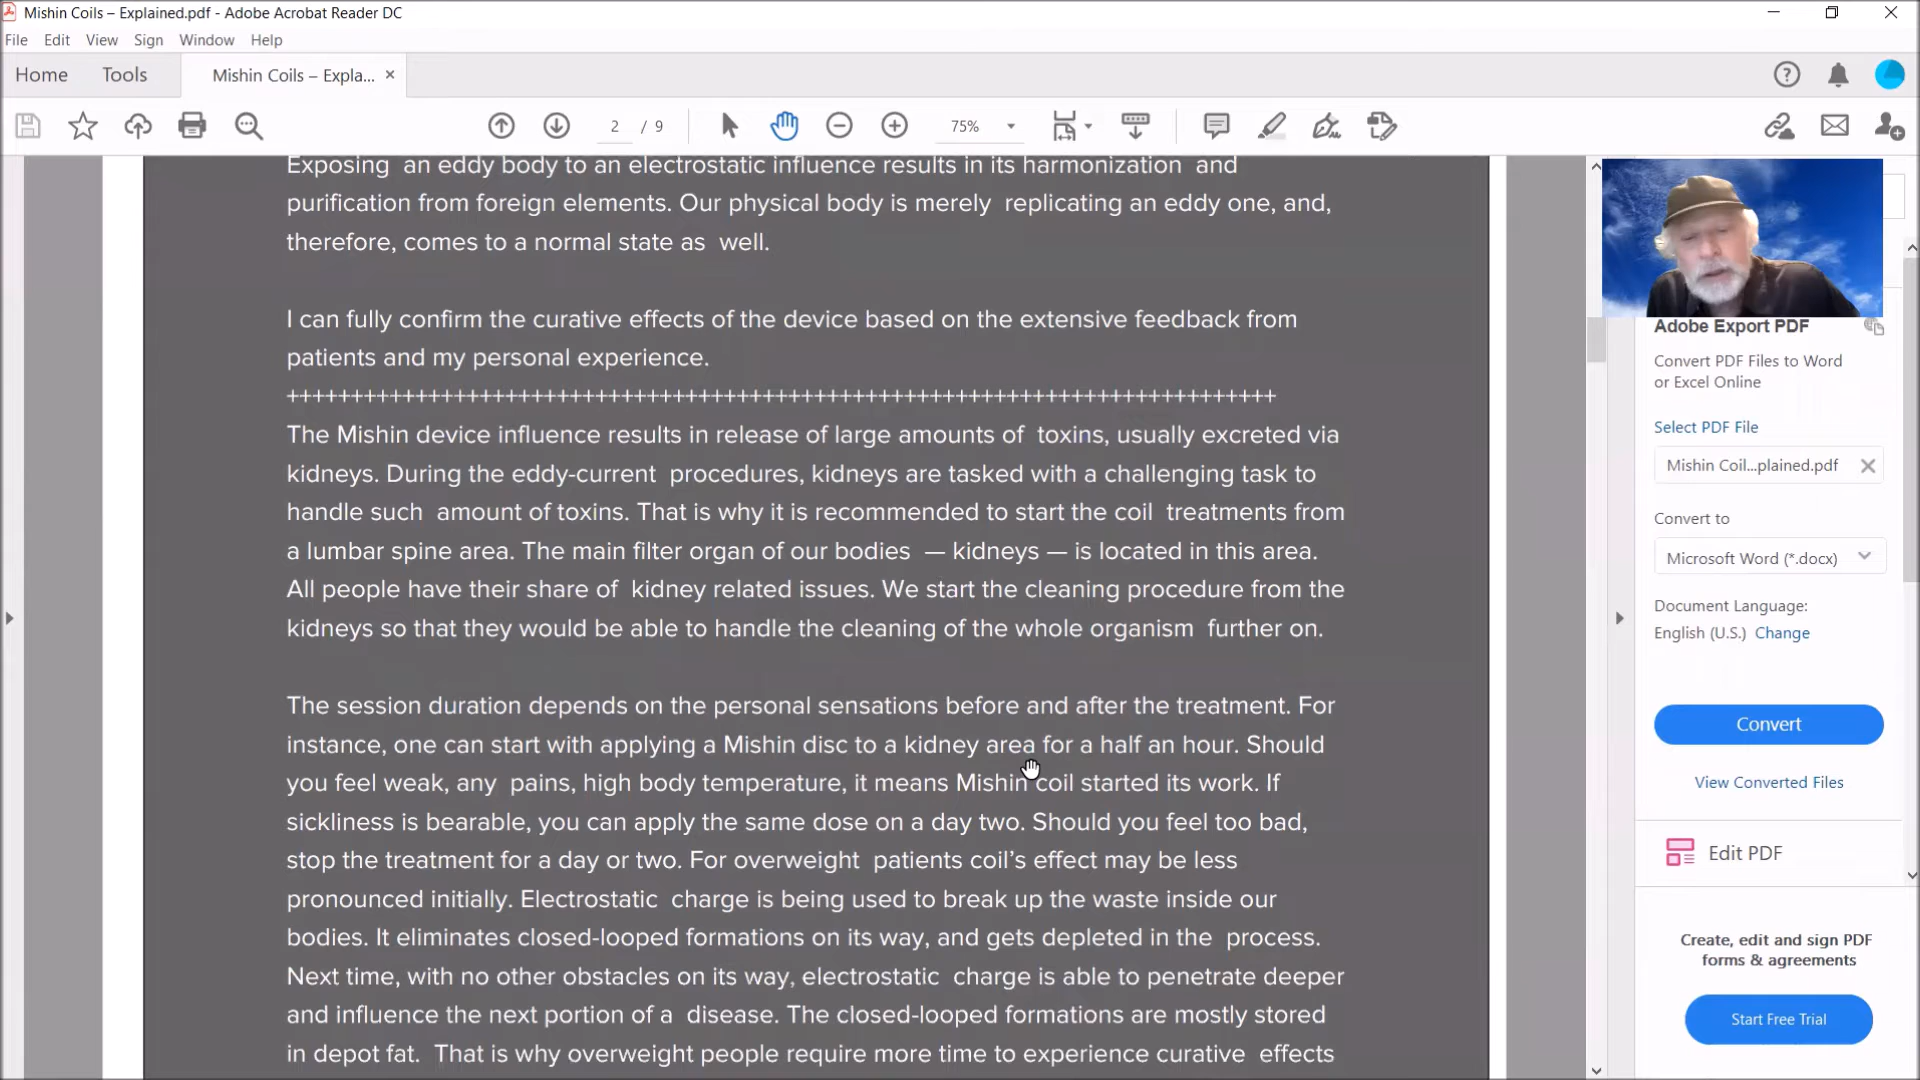 Mishin Coils – Explained.pdf - Adobe Acrobat Reader DC
File Edit View Sign Window Help
Home Tools Mishin Coils – Expla... ×
2 / 9 75%
Exposing an eddy body to an electrostatic influence results in its harmonization and
purification from foreign elements. Our physical body is merely replicating an eddy one, and,
therefore, comes to a normal state as well.
I can fully confirm the curative effects of the device based on the extensive feedback from
patients and my personal experience.
+++++++++++++++++++++++++++++++++++++++++++++++++++++++++++++++++++++++++++++
The Mishin device influence results in release of large amounts of toxins, usually excreted via
kidneys. During the eddy-current procedures, kidneys are tasked with a challenging task to
handle such amount of toxins. That is why it is recommended to start the coil treatments from
a lumbar spine area. The main filter organ of our bodies — kidneys — is located in this area.
All people have their share of kidney related issues. We start the cleaning procedure from the
kidneys so that they would be able to handle the cleaning of the whole organism further on.
The session duration depends on the personal sensations before and after the treatment. For
instance, one can start with applying a Mishin disc to a kidney area for a half an hour. Should
you feel weak, any pains, high body temperature, it means Mishin coil started its work. If
sickliness is bearable, you can apply the same dose on a day two. Should you feel too bad,
stop the treatment for a day or two. For overweight patients coil's effect may be less
pronounced initially. Electrostatic charge is being used to break up the waste inside our
bodies. It eliminates closed-looped formations on its way, and gets depleted in the process.
Next time, with no other obstacles on its way, electrostatic charge is able to penetrate deeper
and influence the next portion of a disease. The closed-looped formations are mostly stored
in depot fat. That is why overweight people require more time to experience curative effects
Adobe Export PDF
Convert PDF Files to Word
or Excel Online
Select PDF File
Mishin Coil...plained.pdf
Convert to
Microsoft Word (*.docx)
Document Language:
English (U.S.) Change
Convert
View Converted Files
Edit PDF
Create, edit and sign PDF
forms & agreements
Start Free Trial